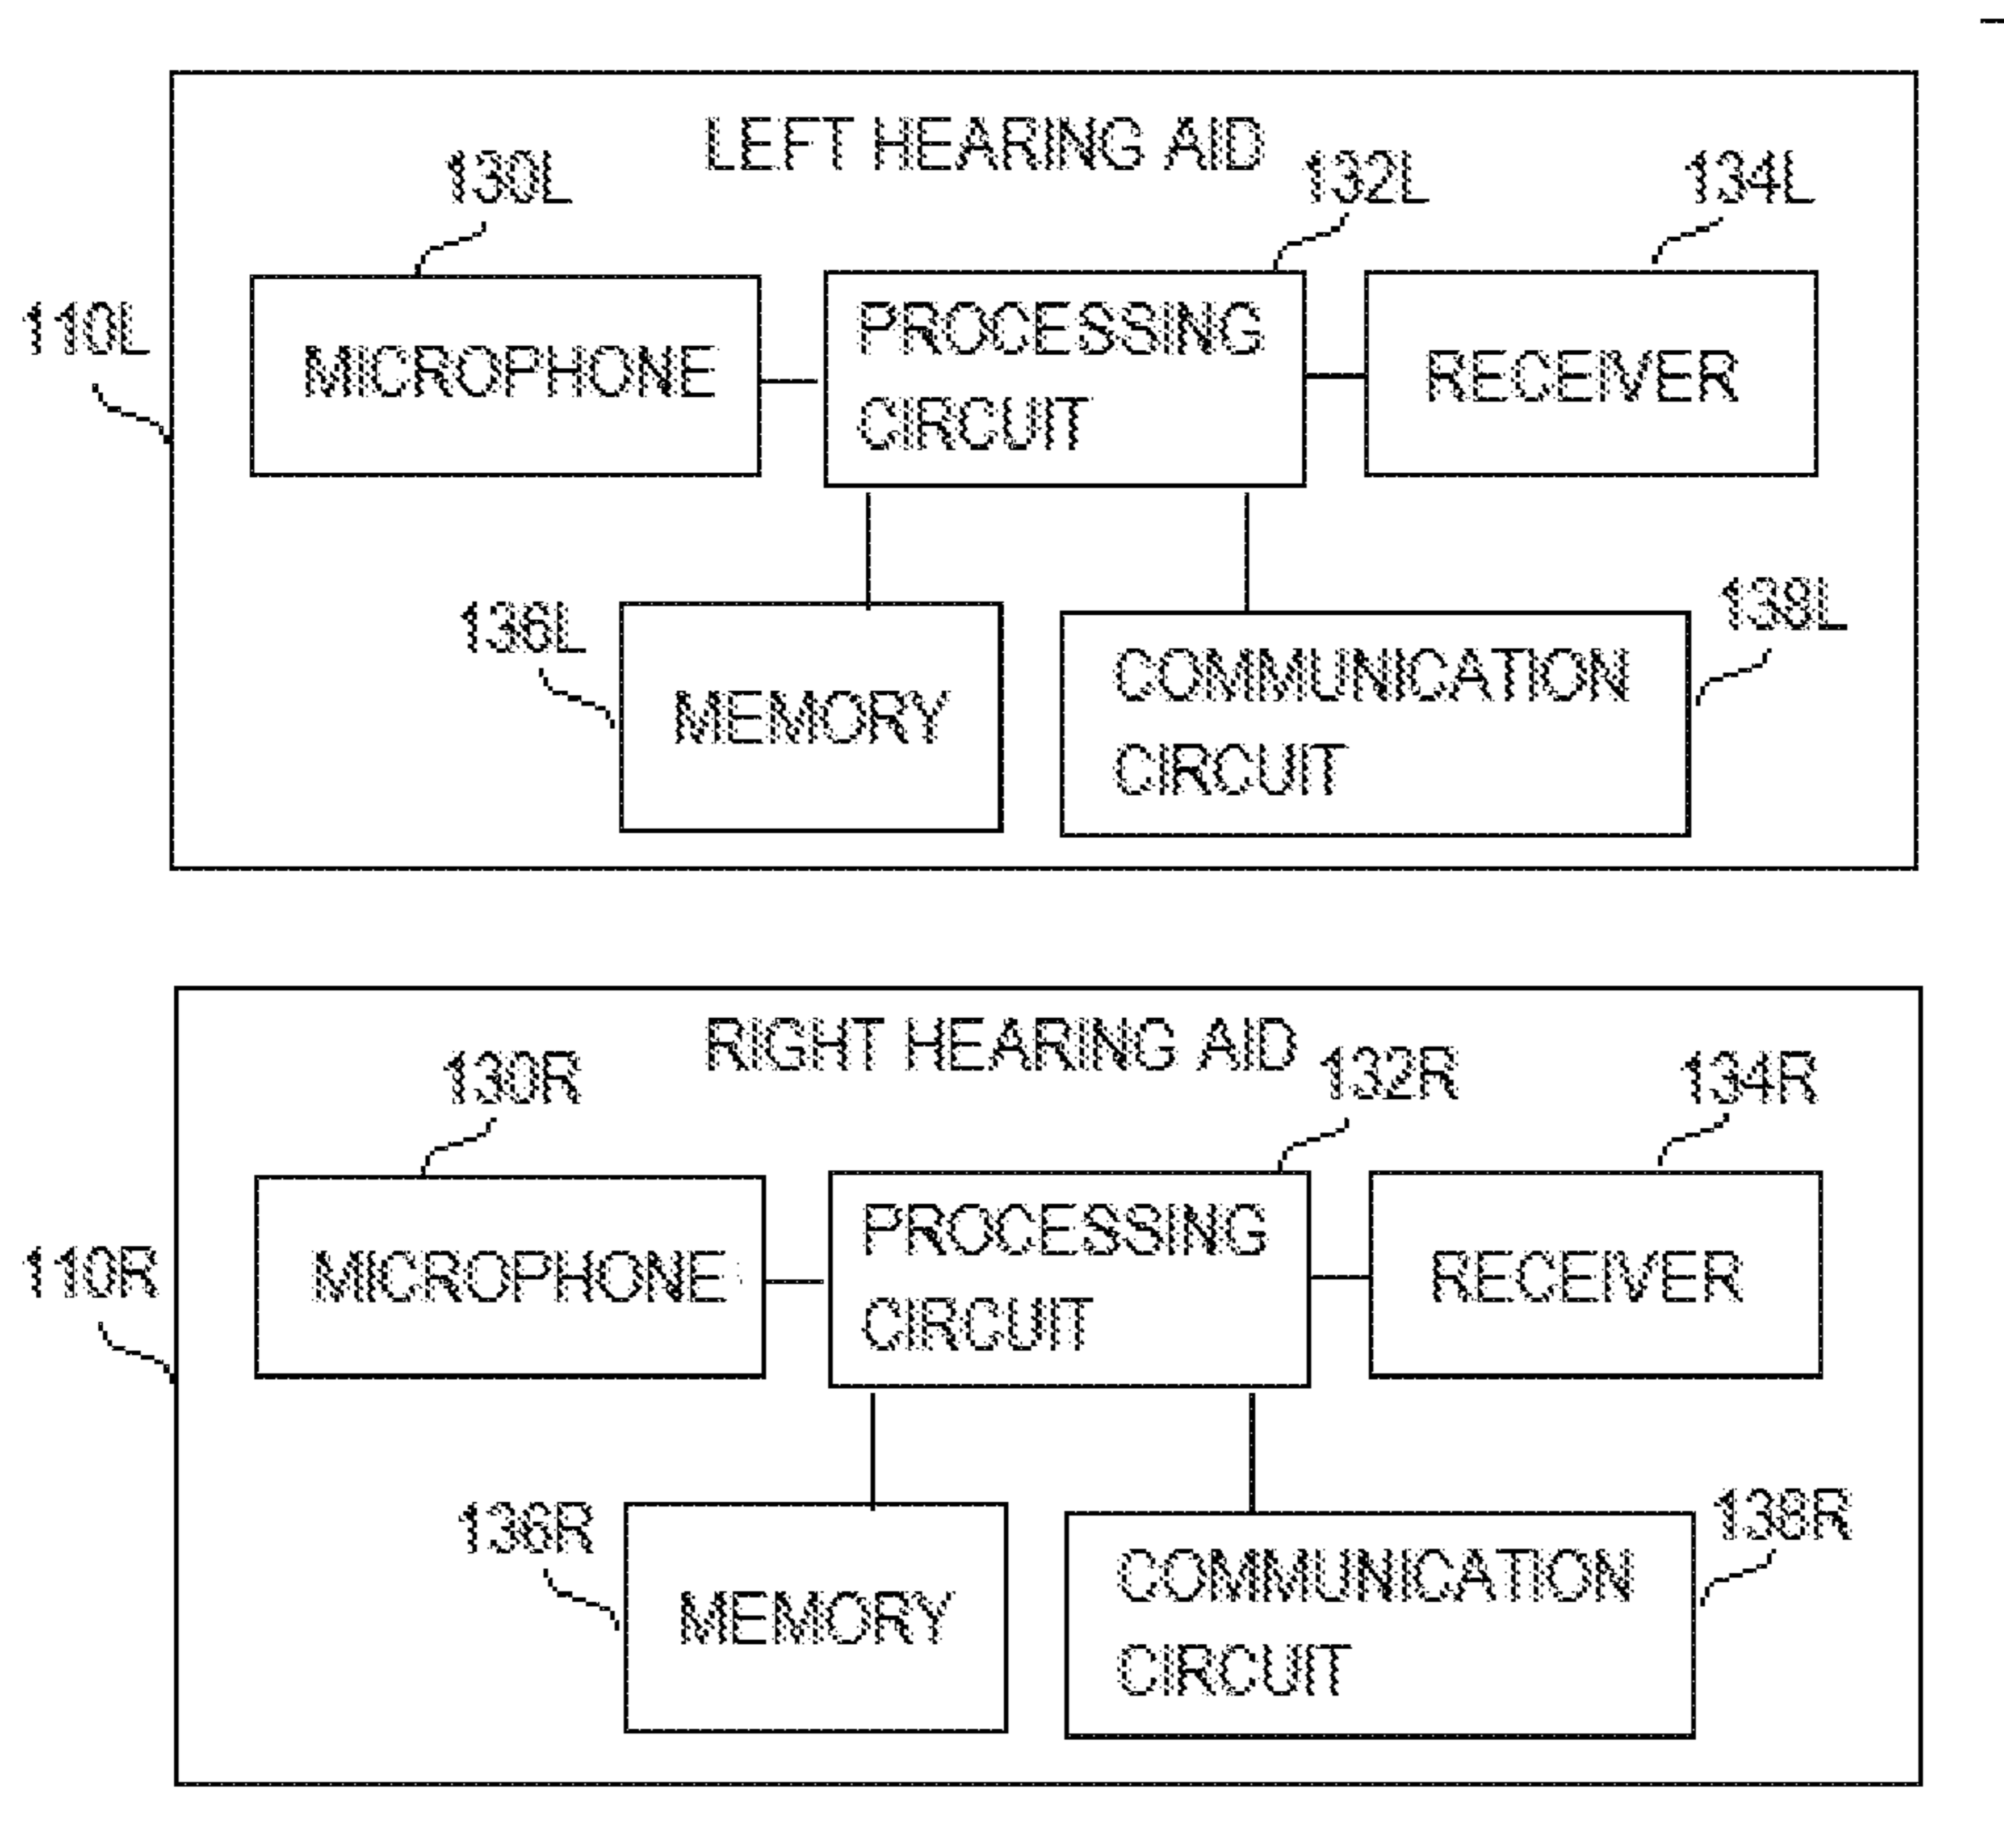 LEFT HEARING AID
130L
132L
134L
110L
MICROPHONE
PROCESSING
CIRCUIT
RECEIVER
136L
138L
MEMORY
COMMUNICATION
CIRCUIT
RIGHT HEARING AID
130R
132R
134R
110R
MICROPHONE
PROCESSING
CIRCUIT
RECEIVER
136R
138R
MEMORY
COMMUNICATION
CIRCUIT